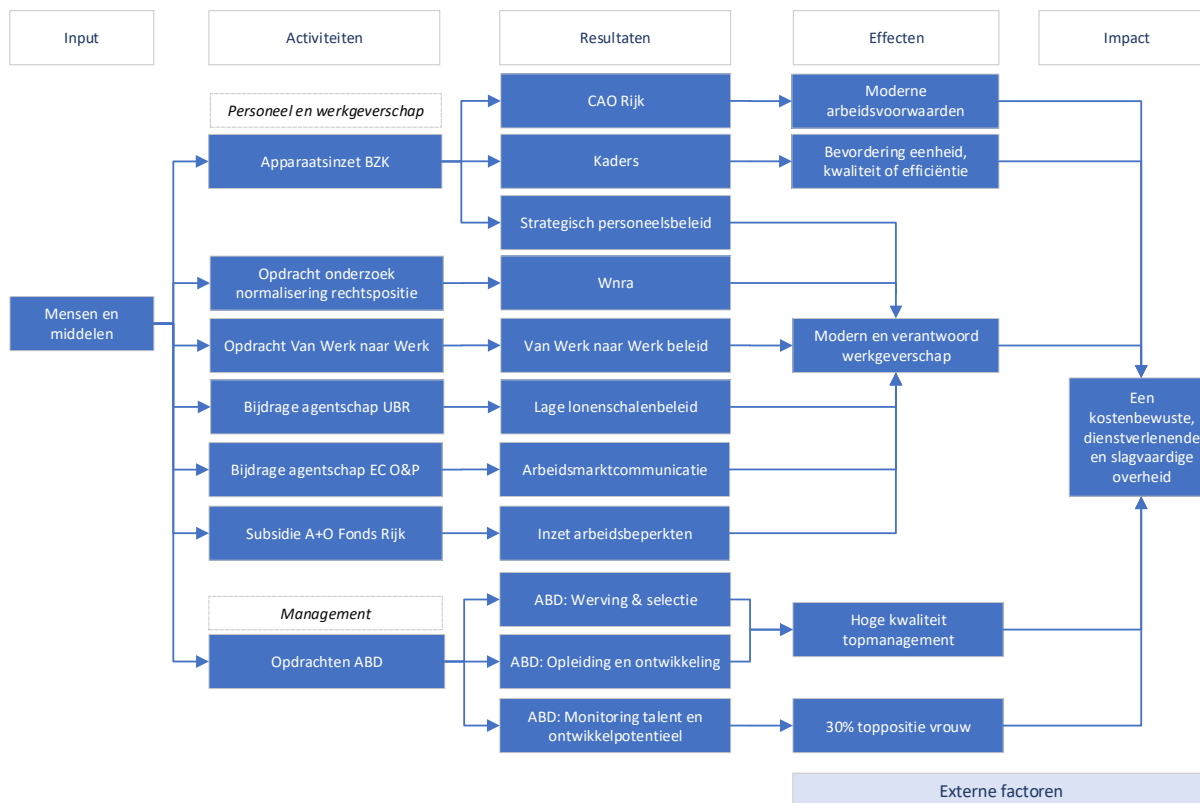 Input
Activiteiten
Resultaten
Effecten
Impact
Personeel en werkgeverschap
CAO Rijk
Moderne
arbeidsvoorwaarden
Apparaatsinzet BZK
Kaders
Bevordering eenheid,
kwaliteit of efficiëntie
Strategisch personeelsbeleid
Opdracht onderzoek
normalisering rechtspositie
Wnra
Mensen en
middelen
Opdracht Van Werk naar Werk
Van Werk naar Werk beleid
Modern en verantwoord
werkgeverschap
Bijdrage agentschap UBR
Lage lonenschalenbeleid
Een
kostenbewuste,
dienstverlenende
en slagvaardige
overheid
Bijdrage agentschap EC O&P
Arbeidsmarktcommunicatie
Subsidie A+O Fonds Rijk
Inzet arbeidsbeperkten
Management
ABD: Werving & selectie
Hoge kwaliteit
topmanagement
Opdrachten ABD
ABD: Opleiding en ontwikkeling
ABD: Monitoring talent en
ontwikkelpotentieel
30% toppositie vrouw
Externe factoren